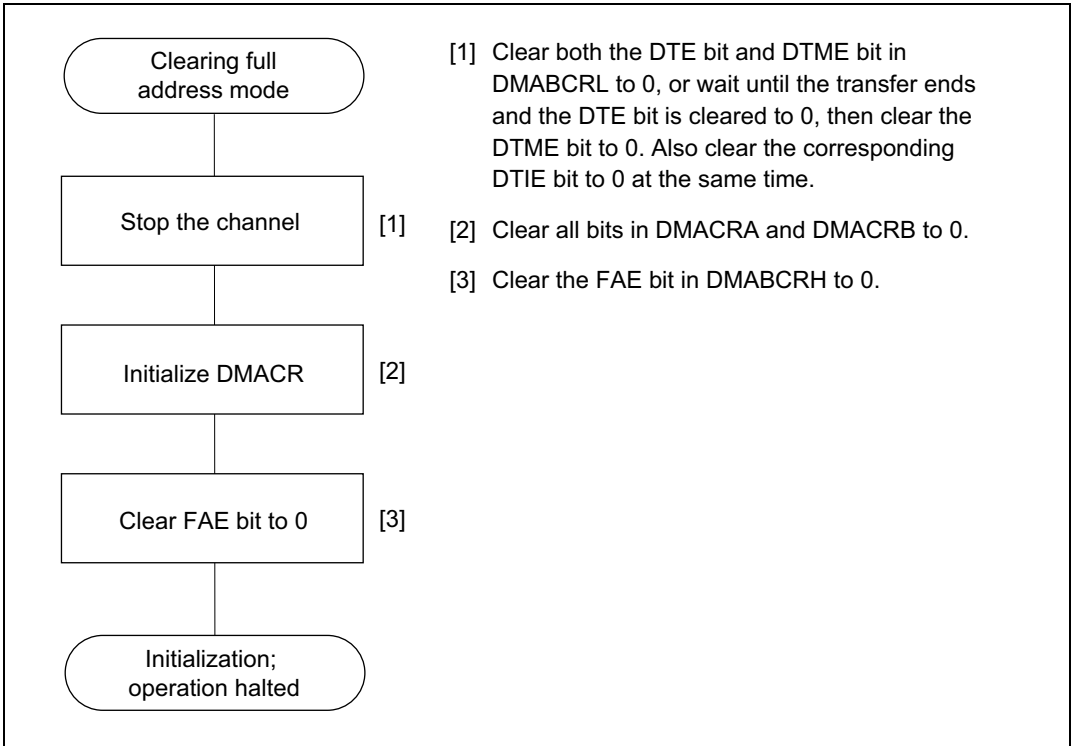 Clearing full
address mode
Stop the channel
[1]
Initialize DMACR
[2]
Clear FAE bit to 0
[3]
Initialization;
operation halted
[1] Clear both the DTE bit and DTME bit in
DMABCRL to 0, or wait until the transfer ends
and the DTE bit is cleared to 0, then clear the
DTME bit to 0. Also clear the corresponding
DTIE bit to 0 at the same time.
[2] Clear all bits in DMACRA and DMACRB to 0.
[3] Clear the FAE bit in DMABCRH to 0.